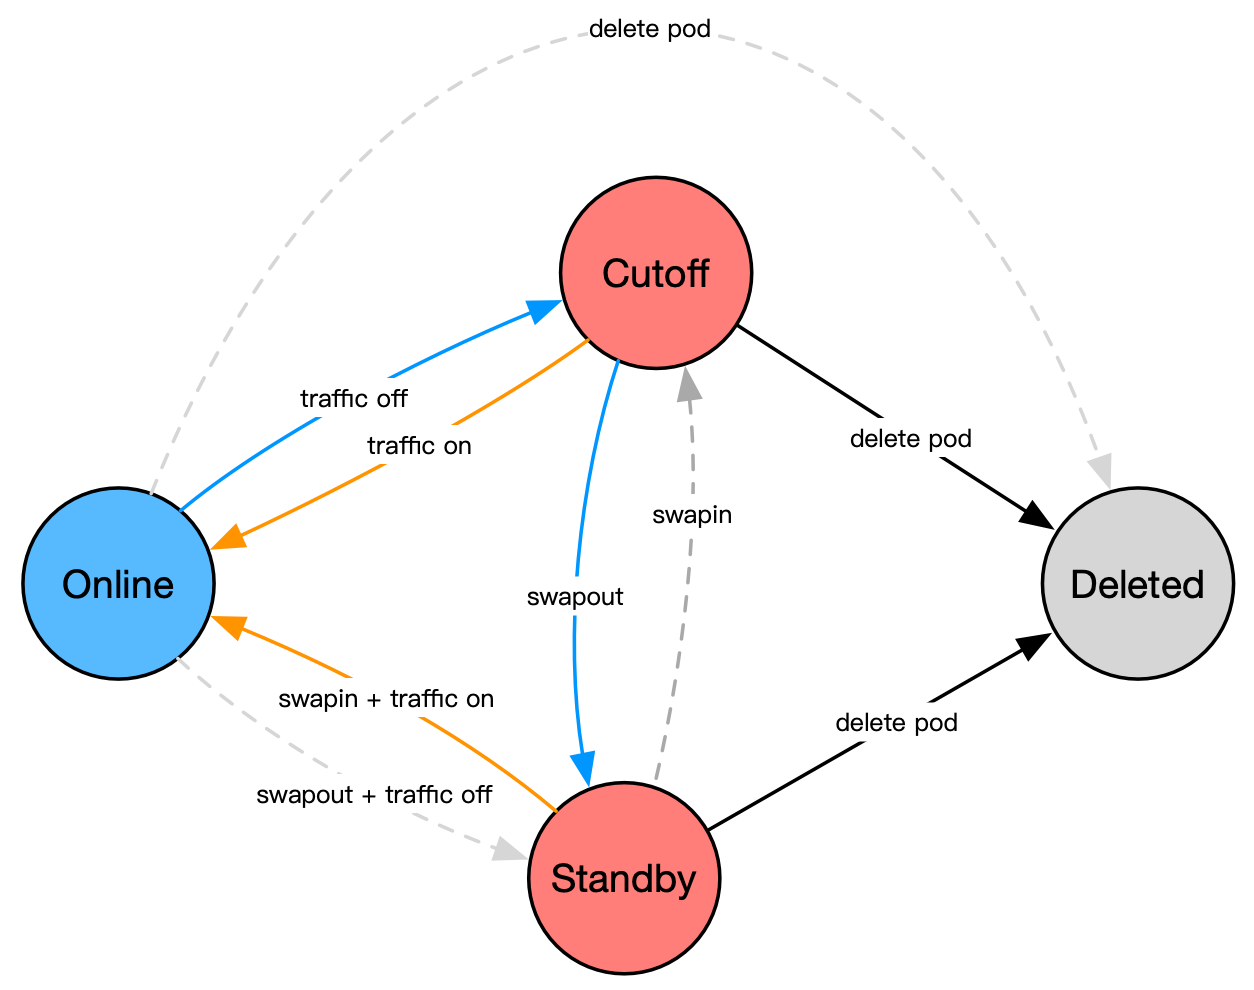 delete pod
Cutoff
traffic off
delete pod
traffic on
swapin
Online
Deleted
swapout
swapin + traffic on
delete pod
swapout + traffic off
Standby